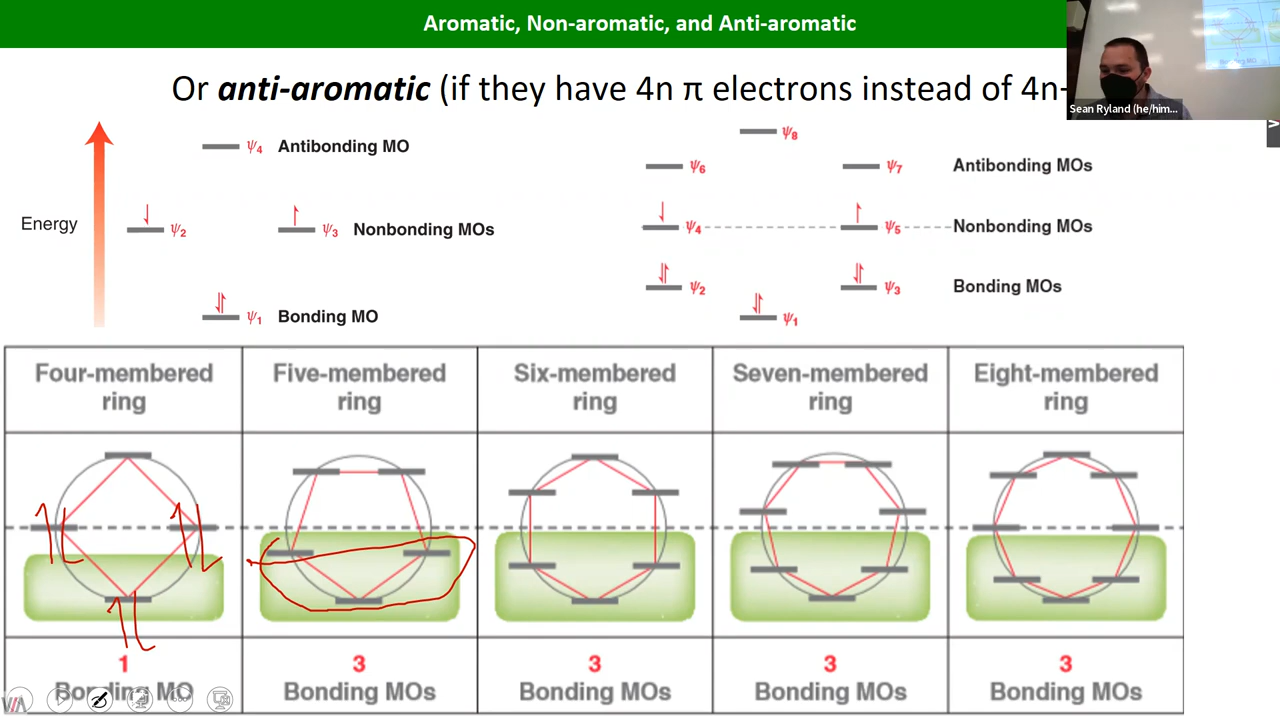 Aromatic, Non-aromatic, and Anti-aromatic
Or anti-aromatic (if they have 4n π electrons instead of 4n-
Sean Ryland (he/him...
ψ4 Antibonding MO
Energy
ψ2
ψ3 Nonbonding MOs
ψ1 Bonding MO
ψ8
ψ6
ψ7 Antibonding MOs
ψ4
ψ5 Nonbonding MOs
ψ2
ψ3 Bonding MOs
ψ1
Four-membered
ring
Five-membered
ring
Six-membered
ring
Seven-membered
ring
Eight-membered
ring
1
Bonding MO
3
Bonding MOs
3
Bonding MOs
3
Bonding MOs
3
Bonding MOs